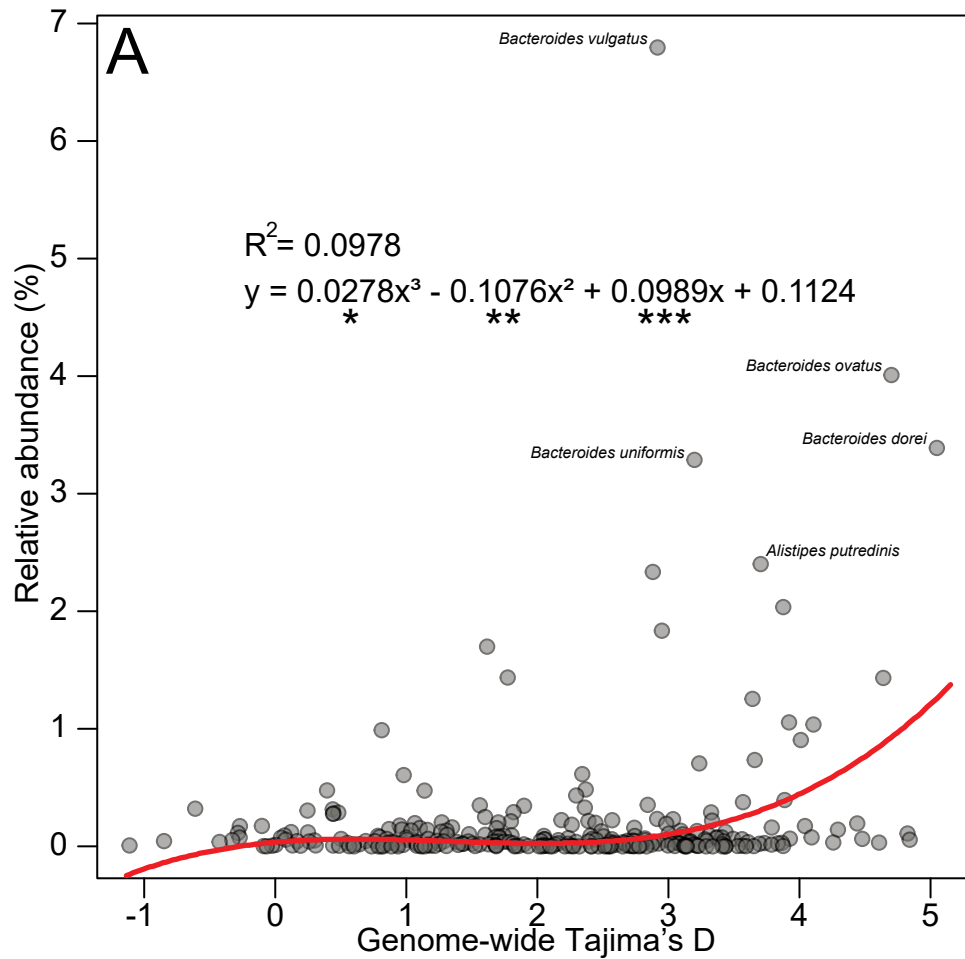 A
Bacteroides vulgatus
R²= 0.0978
y = 0.0278x³ - 0.1076x² + 0.0989x + 0.1124
* ** ***
Bacteroides ovatus
Bacteroides dorei
Bacteroides uniformis
Alistipes putredinis
Relative abundance (%)
7
6
5
4
3
2
1
0
-1 0 1 2 3 4 5
Genome-wide Tajima's D